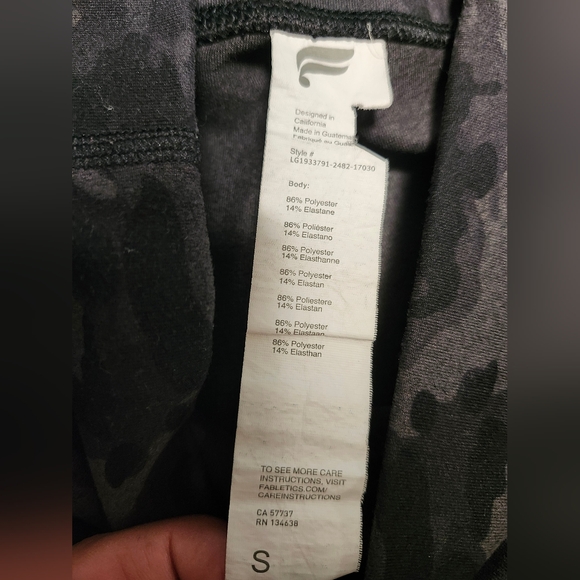 Designed in
California
Made in Guatema
Style #
LG1933791-2482-17030
Body:
86% Polyester
14% Elastane
86% Poliéster
14% Elastano
86% Polyester
14% Elasthanne
86% Polyester
14% Elastan
86% Poliestere
14% Elastan
86% Polyester
14% Elastaan
86% Polyester
14% Elasthan
TO SEE MORE CARE
INSTRUCTIONS, VISIT
FABLETICS.COM/
CAREINSTRUCTIONS
CA 57737
RN 134638
S